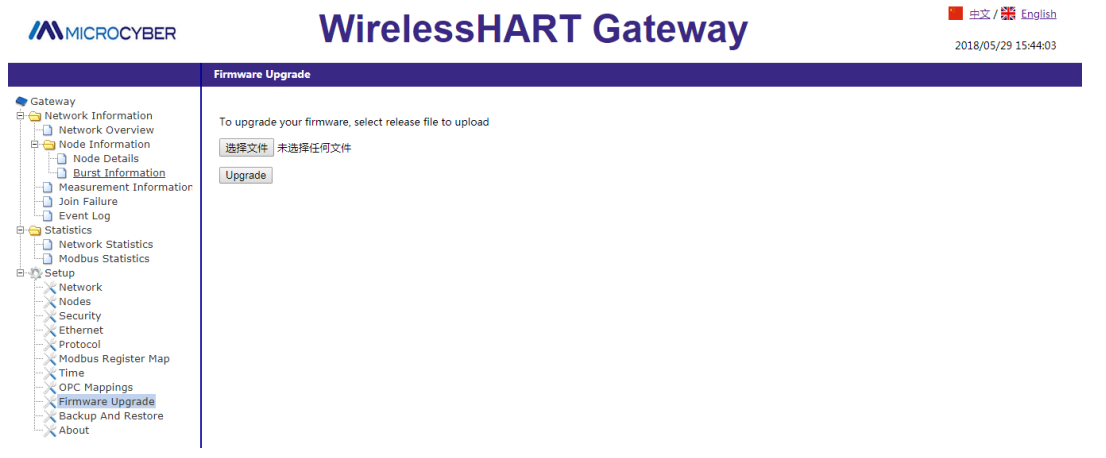 MICROCYBER
WirelessHART Gateway
中文 / English
2018/05/29 15:44:03
Firmware Upgrade
Gateway
Network Information
Network Overview
Node Information
Node Details
Burst Information
Measurement Information
Join Failure
Event Log
Statistics
Network Statistics
Modbus Statistics
Setup
Network
Nodes
Security
Ethernet
Protocol
Modbus Register Map
Time
OPC Mappings
Firmware Upgrade
Backup And Restore
About
To upgrade your firmware, select release file to upload
选择文件 未选择任何文件
Upgrade